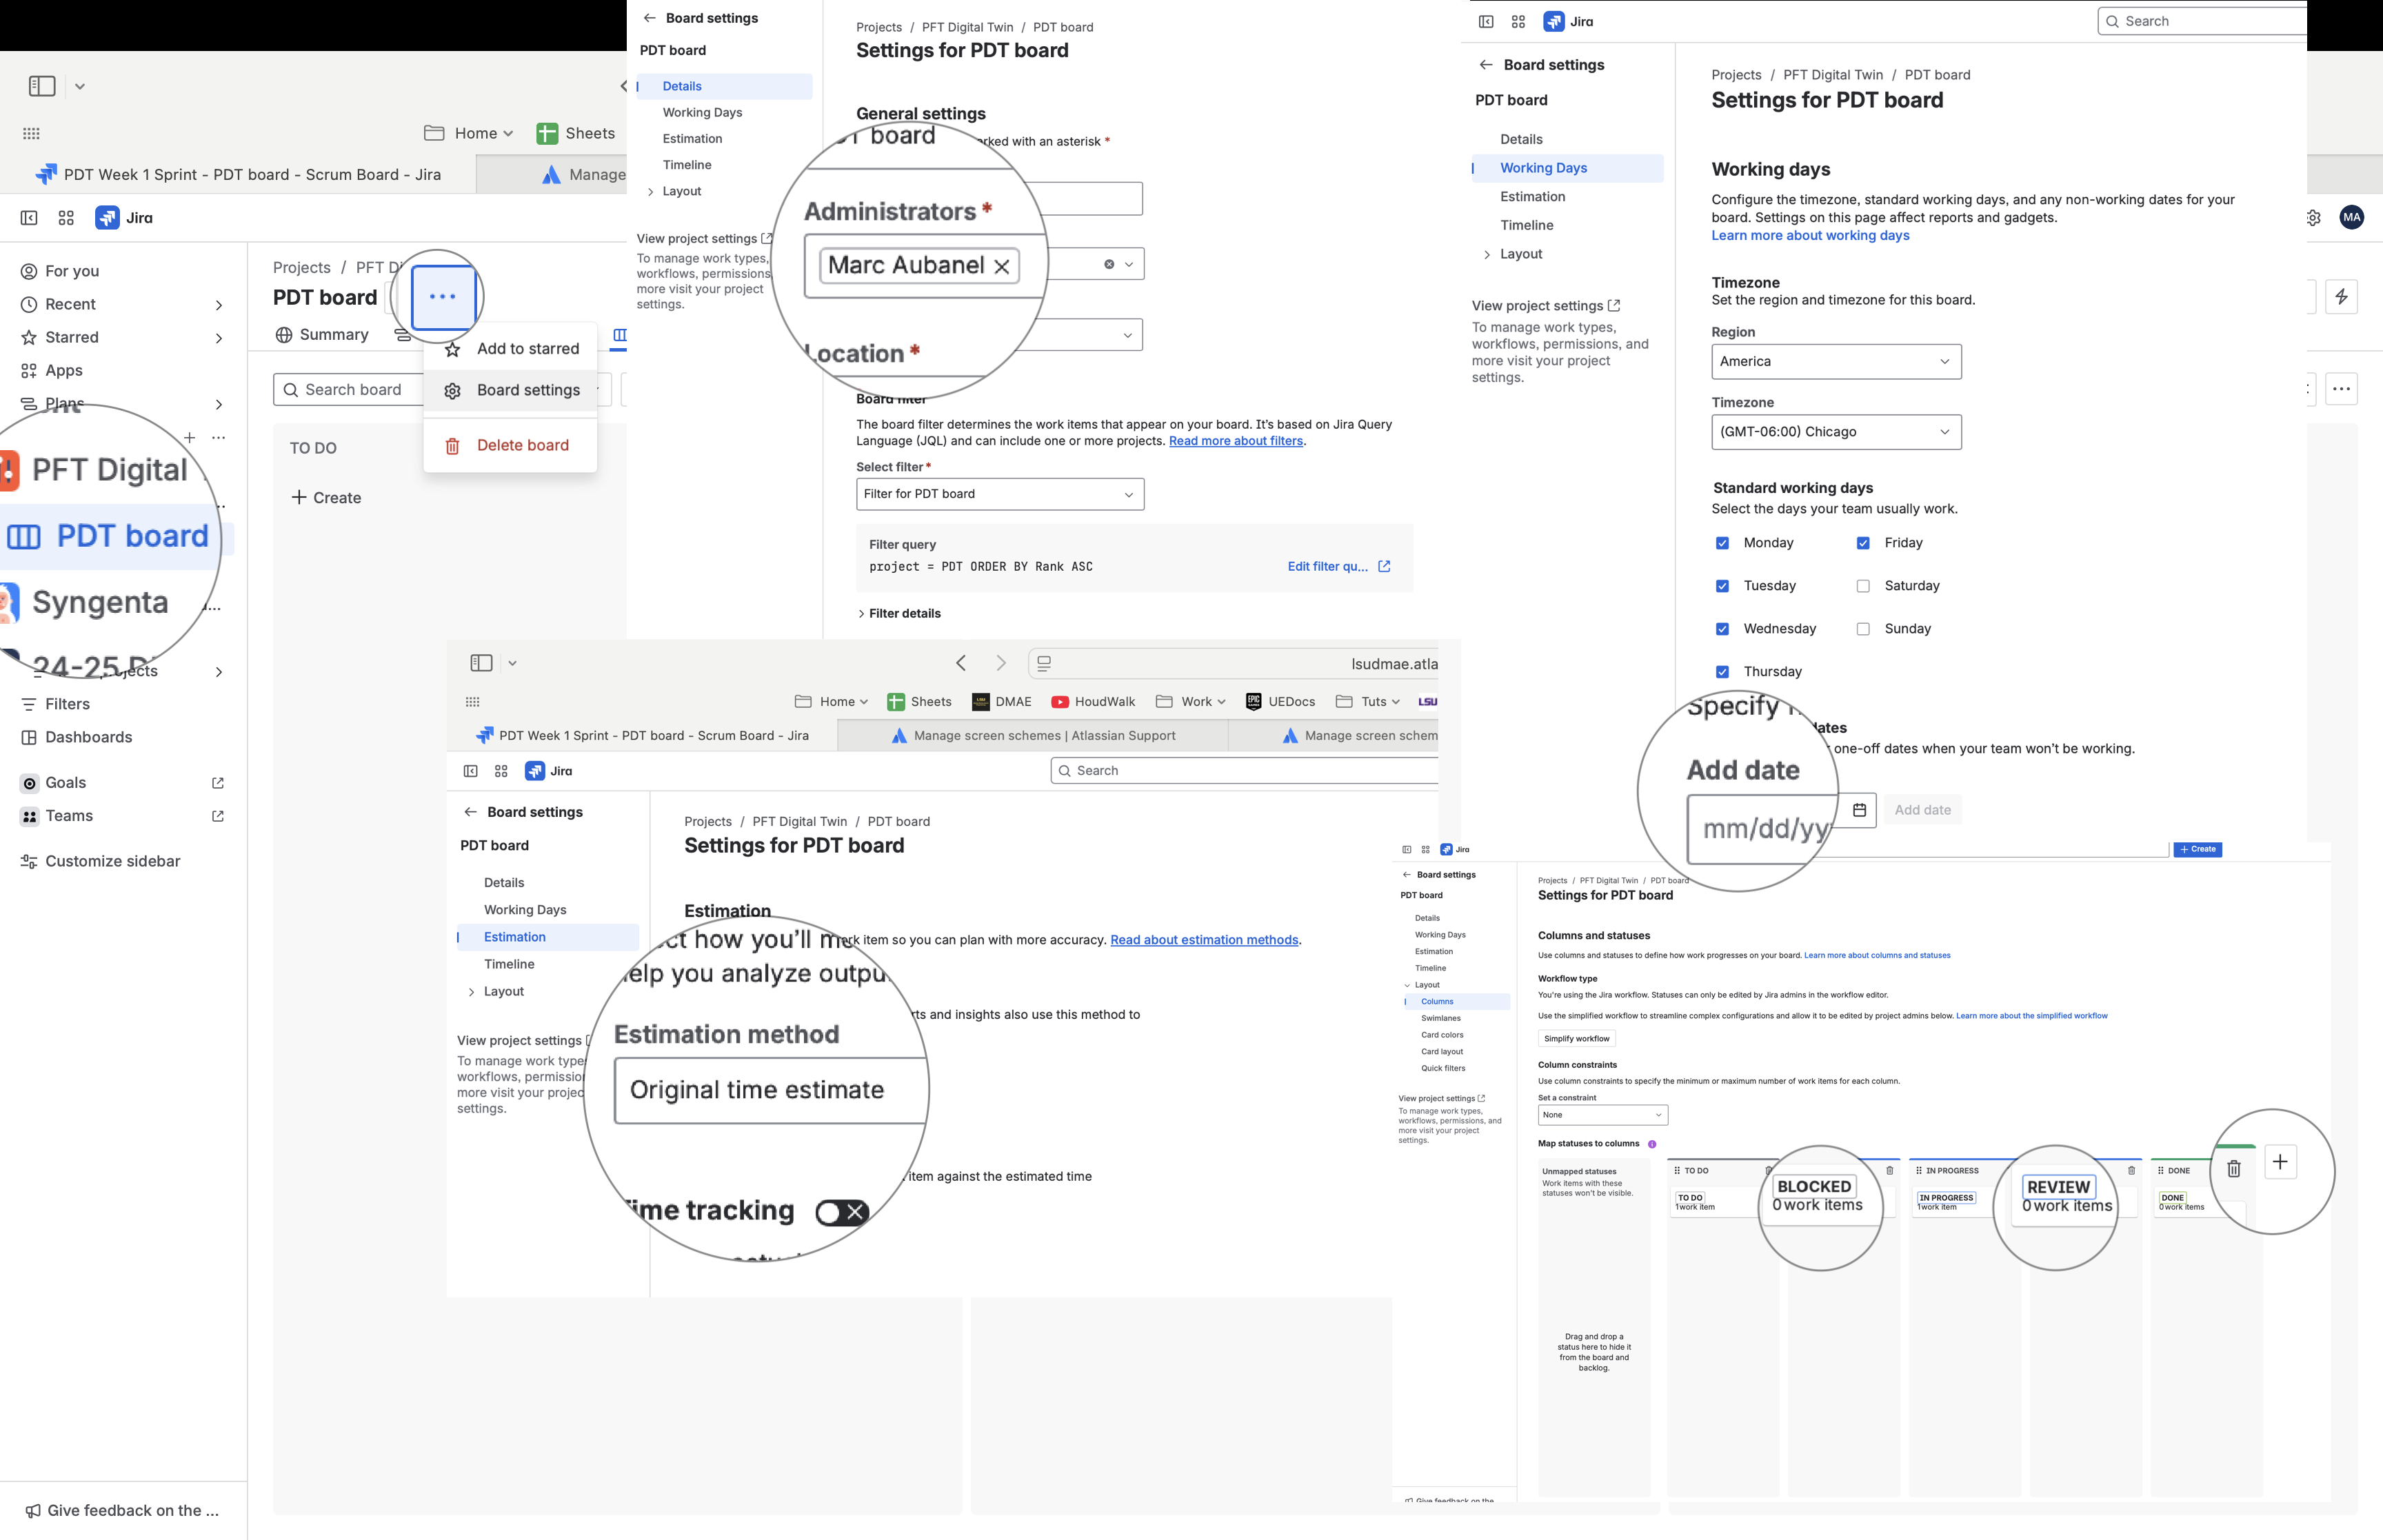 Home
Sheets
PDT Week 1 Sprint - PDT board - Scrum Board - Jira
Manage
Jira
For you
Recent
Starred
Apps
Plans
PFT Digital
PDT board
Syngenta
24-25 Di
Filters
Dashboards
Goals
Teams
Customize sidebar
Give feedback on the ...
Projects / PFT Di
PDT board
...
Summary
Add to starred
Board settings
Delete board
Search board
TO DO
+ Create
Board settings
PDT board
Details
Working Days
Estimation
Timeline
Layout
View project settings
To manage work types,
workflows, permissions
more visit your project
settings.
Projects / PFT Digital Twin / PDT board
Settings for PDT board
General settings
rked with an asterisk *
board
Administrators *
Marc Aubanel ×
Location *
Board filter
The board filter determines the work items that appear on your board. It's based on Jira Query
Language (JQL) and can include one or more projects. Read more about filters.
Select filter *
Filter for PDT board
Filter query
project = PDT ORDER BY Rank ASC
Edit filter qu...
Filter details
Jira
Search
Board settings
PDT board
Details
Working Days
Estimation
Timeline
Layout
View project settings
To manage work types,
workflows, permissions, and
more visit your project
settings.
Projects / PFT Digital Twin / PDT board
Settings for PDT board
Working days
Configure the timezone, standard working days, and any non-working dates for your
board. Settings on this page affect reports and gadgets.
Learn more about working days
Timezone
Set the region and timezone for this board.
Region
America
Timezone
(GMT-06:00) Chicago
Standard working days
Select the days your team usually work.
Monday
Friday
Tuesday
Saturday
Wednesday
Sunday
Thursday
Specify
ates
one-off dates when your team won't be working.
Add date
mm/dd/yy
Add date
MA
lsudmae.atla
Home
Sheets
DMAE
HoudWalk
Work
UEDocs
Tuts
LSU
PDT Week 1 Sprint - PDT board - Scrum Board - Jira
Manage screen schemes | Atlassian Support
Manage screen schem
Jira
Search
Board settings
PDT board
Details
Working Days
Estimation
Timeline
Layout
View project settings
To manage work type
workflows, permission
more visit your projec
settings.
Projects / PFT Digital Twin / PDT board
Settings for PDT board
Estimation
ct how you'll me
rk item so you can plan with more accuracy. Read about estimation methods.
elp you analyze outpu
rts and insights also use this method to
Estimation method
Original time estimate
item against the estimated time
ime tracking
Jira
+ Create
Board settings
PDT board
Details
Working Days
Estimation
Timeline
Layout
Columns
Swimlanes
Card colors
Card layout
Quick filters
View project settings
To manage work types,
workflows, permissions, and
more visit your project
settings.
Give feedback on the
Projects / PFT Digital Twin / PDT board
Settings for PDT board
Columns and statuses
Use columns and statuses to define how work progresses on your board. Learn more about columns and statuses
Workflow type
You're using the Jira workflow. Statuses can only be edited by Jira admins in the workflow editor.
Use the simplified workflow to streamline complex configurations and allow it to be edited by project admins below. Learn more about the simplified workflow
Simplify workflow
Column constraints
Use column constraints to specify the minimum or maximum number of work items for each column.
Set a constraint
None
Map statuses to columns
Unmapped statuses
Work items with these
statuses won't be visible.
Drag and drop a
status here to hide it
from the board and
backlog.
TO DO
TO DO
1 work item
BLOCKED
0 work items
IN PROGRESS
IN PROGRESS
1 work item
REVIEW
0 work items
DONE
DONE
0 work items
+